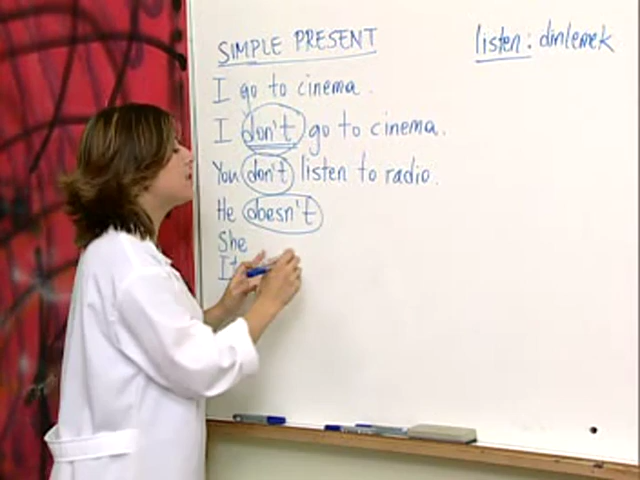 SIMPLE PRESENT
listen: dinlemek
I go to cinema.
I don't go to cinema.
You don't listen to radio.
He doesn't
She
It